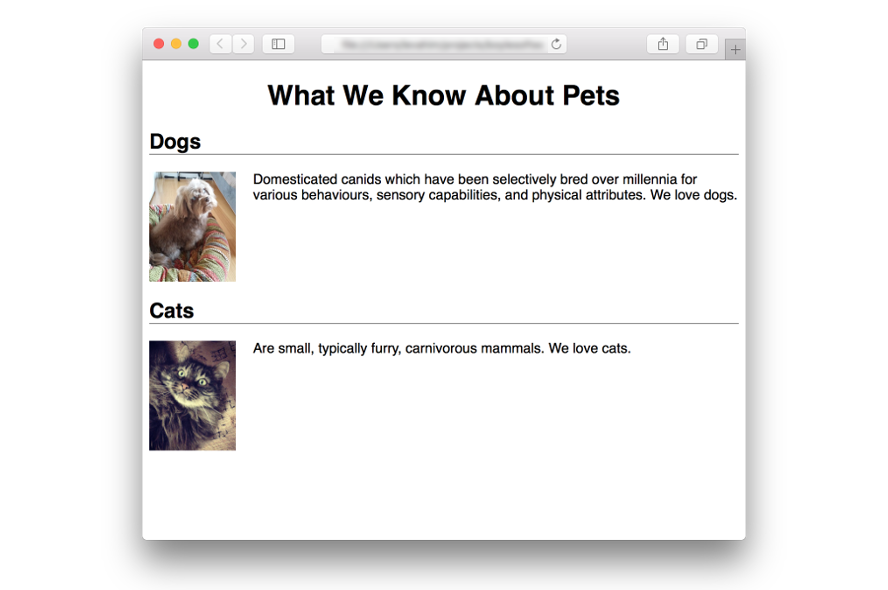 What We Know About Pets
Dogs
Domesticated canids which have been selectively bred over millennia for
various behaviours, sensory capabilities, and physical attributes. We love dogs.
Cats
Are small, typically furry, carnivorous mammals. We love cats.